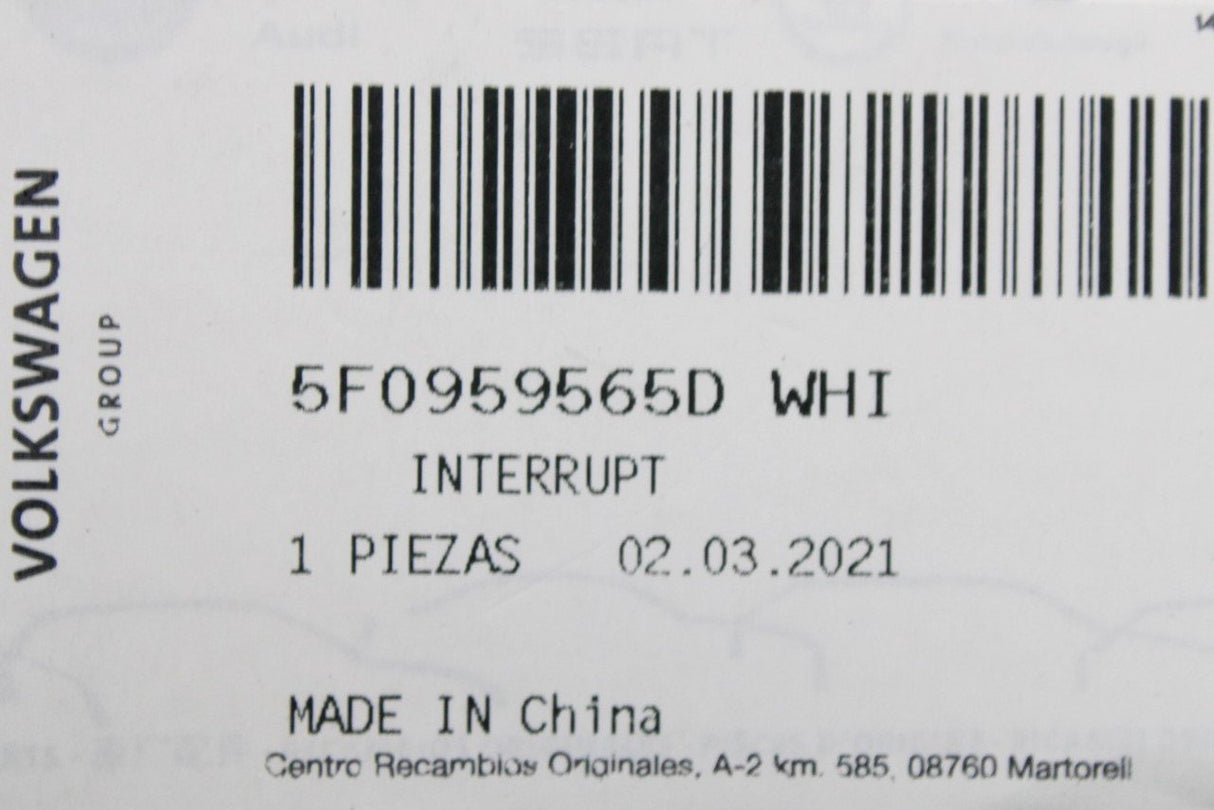 Audi
VOLKSWAGEN
GROUP
5F0959565D WHI
INTERRUPT
1 PIEZAS 02.03.2021
MADE IN China
Centro Recambios Originales, A-2 km. 585, 08760 Martorell